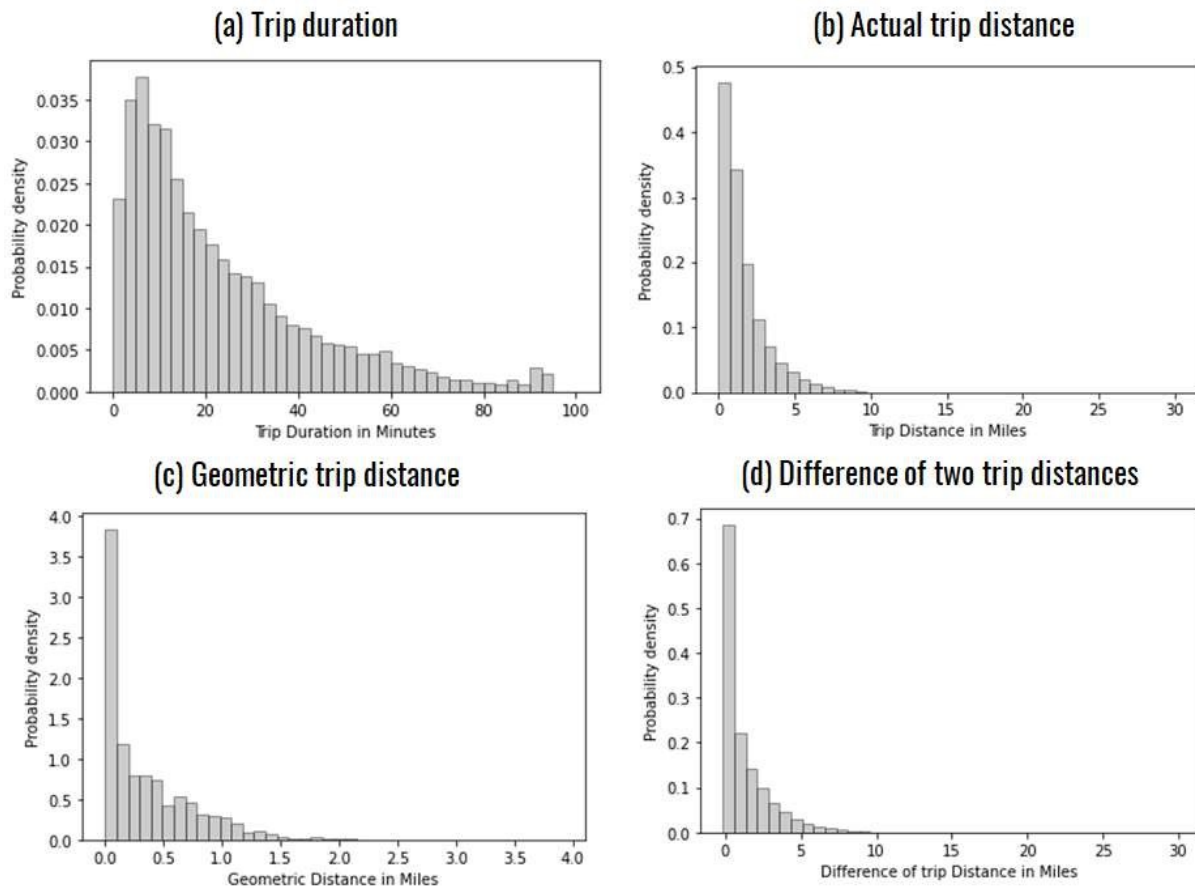 (a) Trip duration
0.035
0.030
0.025
0.020
0.015
0.010
0.005
0.000
Probability density
0 20 40 60 80 100
Trip Duration in Minutes
(b) Actual trip distance
0.5
0.4
0.3
0.2
0.1
0.0
Probability density
0 5 10 15 20 25 30
Trip Distance in Miles
(c) Geometric trip distance
4.0
3.5
3.0
2.5
2.0
1.5
1.0
0.5
0.0
Probability density
0.0 0.5 1.0 1.5 2.0 2.5 3.0 3.5 4.0
Geometric Distance in Miles
(d) Difference of two trip distances
0.7
0.6
0.5
0.4
0.3
0.2
0.1
0.0
Probability density
0 5 10 15 20 25 30
Difference of trip Distance in Miles